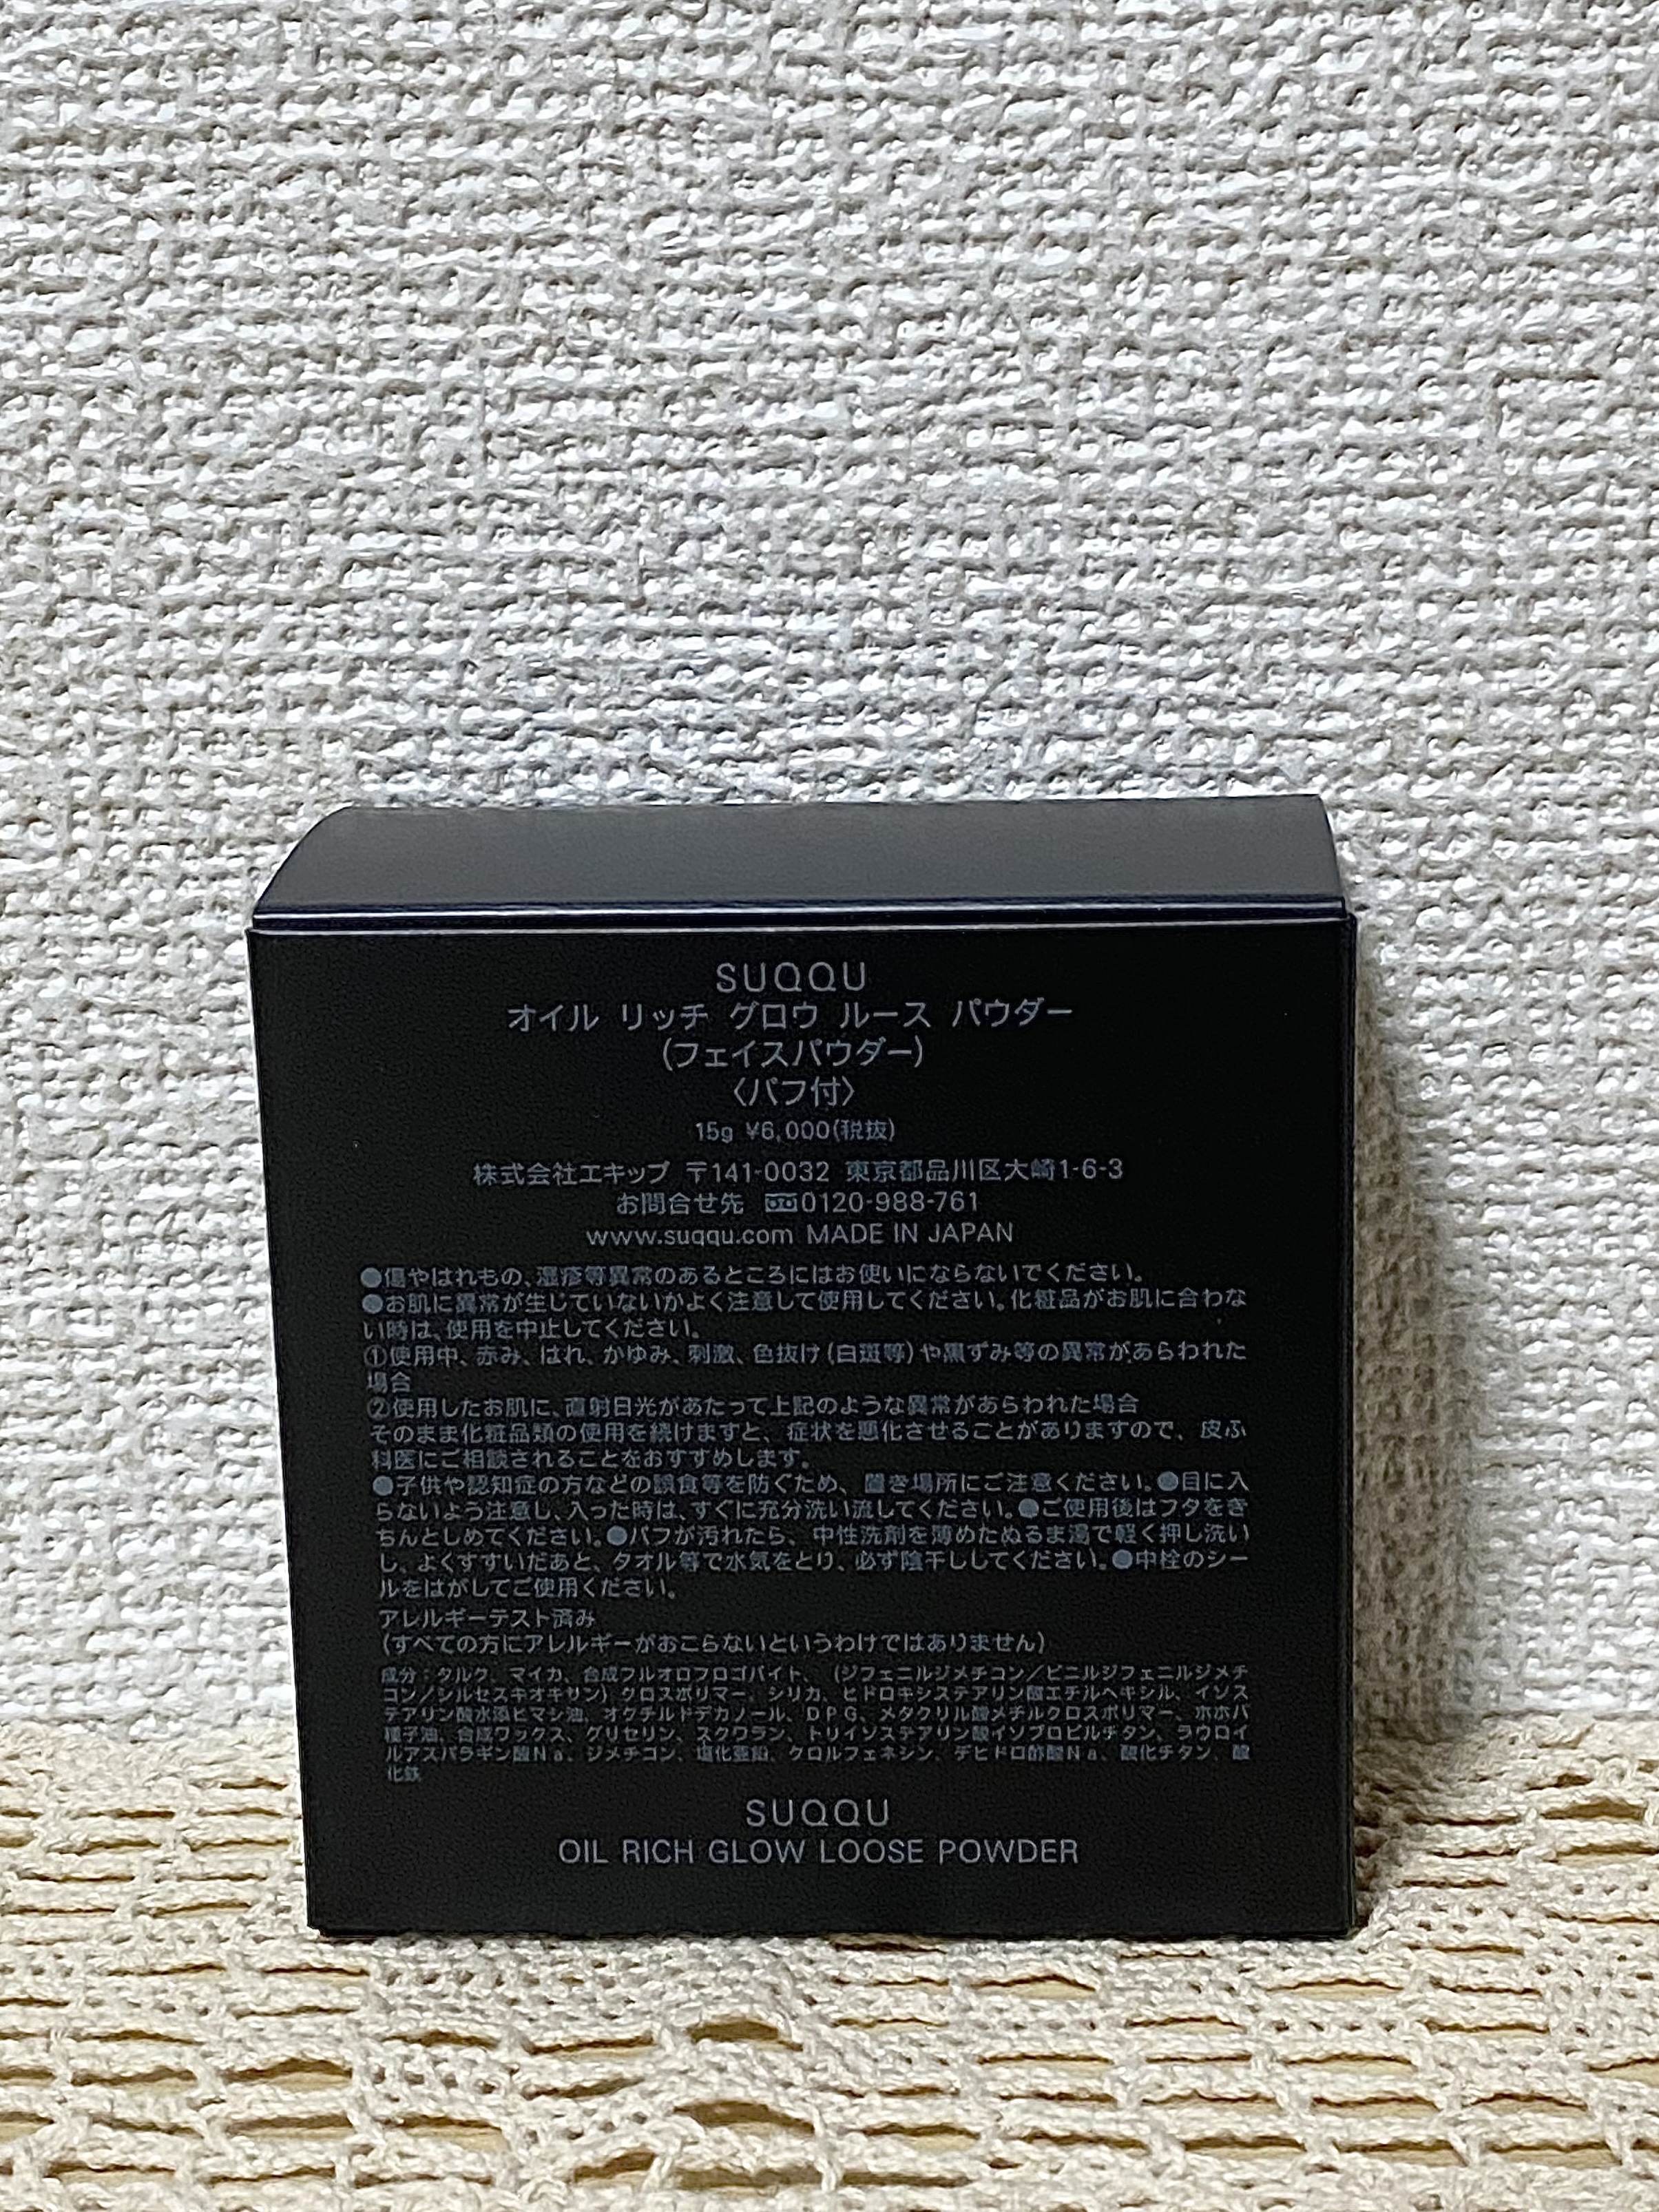 SUQQU
オイル リッチ グロウ ルース パウダー
(フェイスパウダー)
〈パフ付〉
15g ¥6,000(税抜)
株式会社エキップ 〒141-0032 東京都品川区大崎1-6-3
お問合せ先 0120-988-761
www.suqqu.com MADE IN JAPAN
●傷やはれもの、湿疹等異常のあるところにはお使いにならないでください。
●お肌に異常が生じていないかよく注意して使用してください。化粧品がお肌に合わな
い時は、使用を中止してください。
①使用中、赤み、はれ、かゆみ、刺激、色抜け(白斑等)や黒ずみ等の異常があらわれた
場合
②使用したお肌に、直射日光があたって上記のような異常があらわれた場合
そのまま化粧品類の使用を続けますと、症状を悪化させることがありますので、皮ふ
科医にご相談されることをおすすめします。
●子供や認知症の方などの誤食等を防ぐため、置き場所にご注意ください。●目に入
らないよう注意し、入った時は、すぐに充分洗い流してください。●ご使用後はフタをき
ちんとしめてください。●パフが汚れたら、中性洗剤を薄めたぬるま湯で軽く押し洗い
し、よくすすいだあと、タオル等で水気をとり、必ず陰干ししてください。●中栓のシー
ルをはがしてご使用ください。
アレルギーテスト済み
(すべての方にアレルギーがおこらないというわけではありません)
成分:タルク、マイカ、合成フルオロフロゴパイト、(ジフェニルジメチコン/ビニルジフェニルジメチ
コン/シルセスキオキサン)クロスポリマー、シリカ、ヒドロキシステアリン酸エチルヘキシル、イソス
テアリン酸水添ヒマシ油、オクチルドデカノール、DPG、メタクリル酸メチルクロスポリマー、ホホバ
種子油、合成ワックス、グリセリン、スクワラン、トリイソステアリン酸イソプロピルチタン、ラウロイ
ルアスパラギン酸Na、ジメチコン、塩化亜鉛、クロルフェネシン、デヒドロ酢酸Na、酸化チタン、酸
化鉄
SUQQU
OIL RICH GLOW LOOSE POWDER